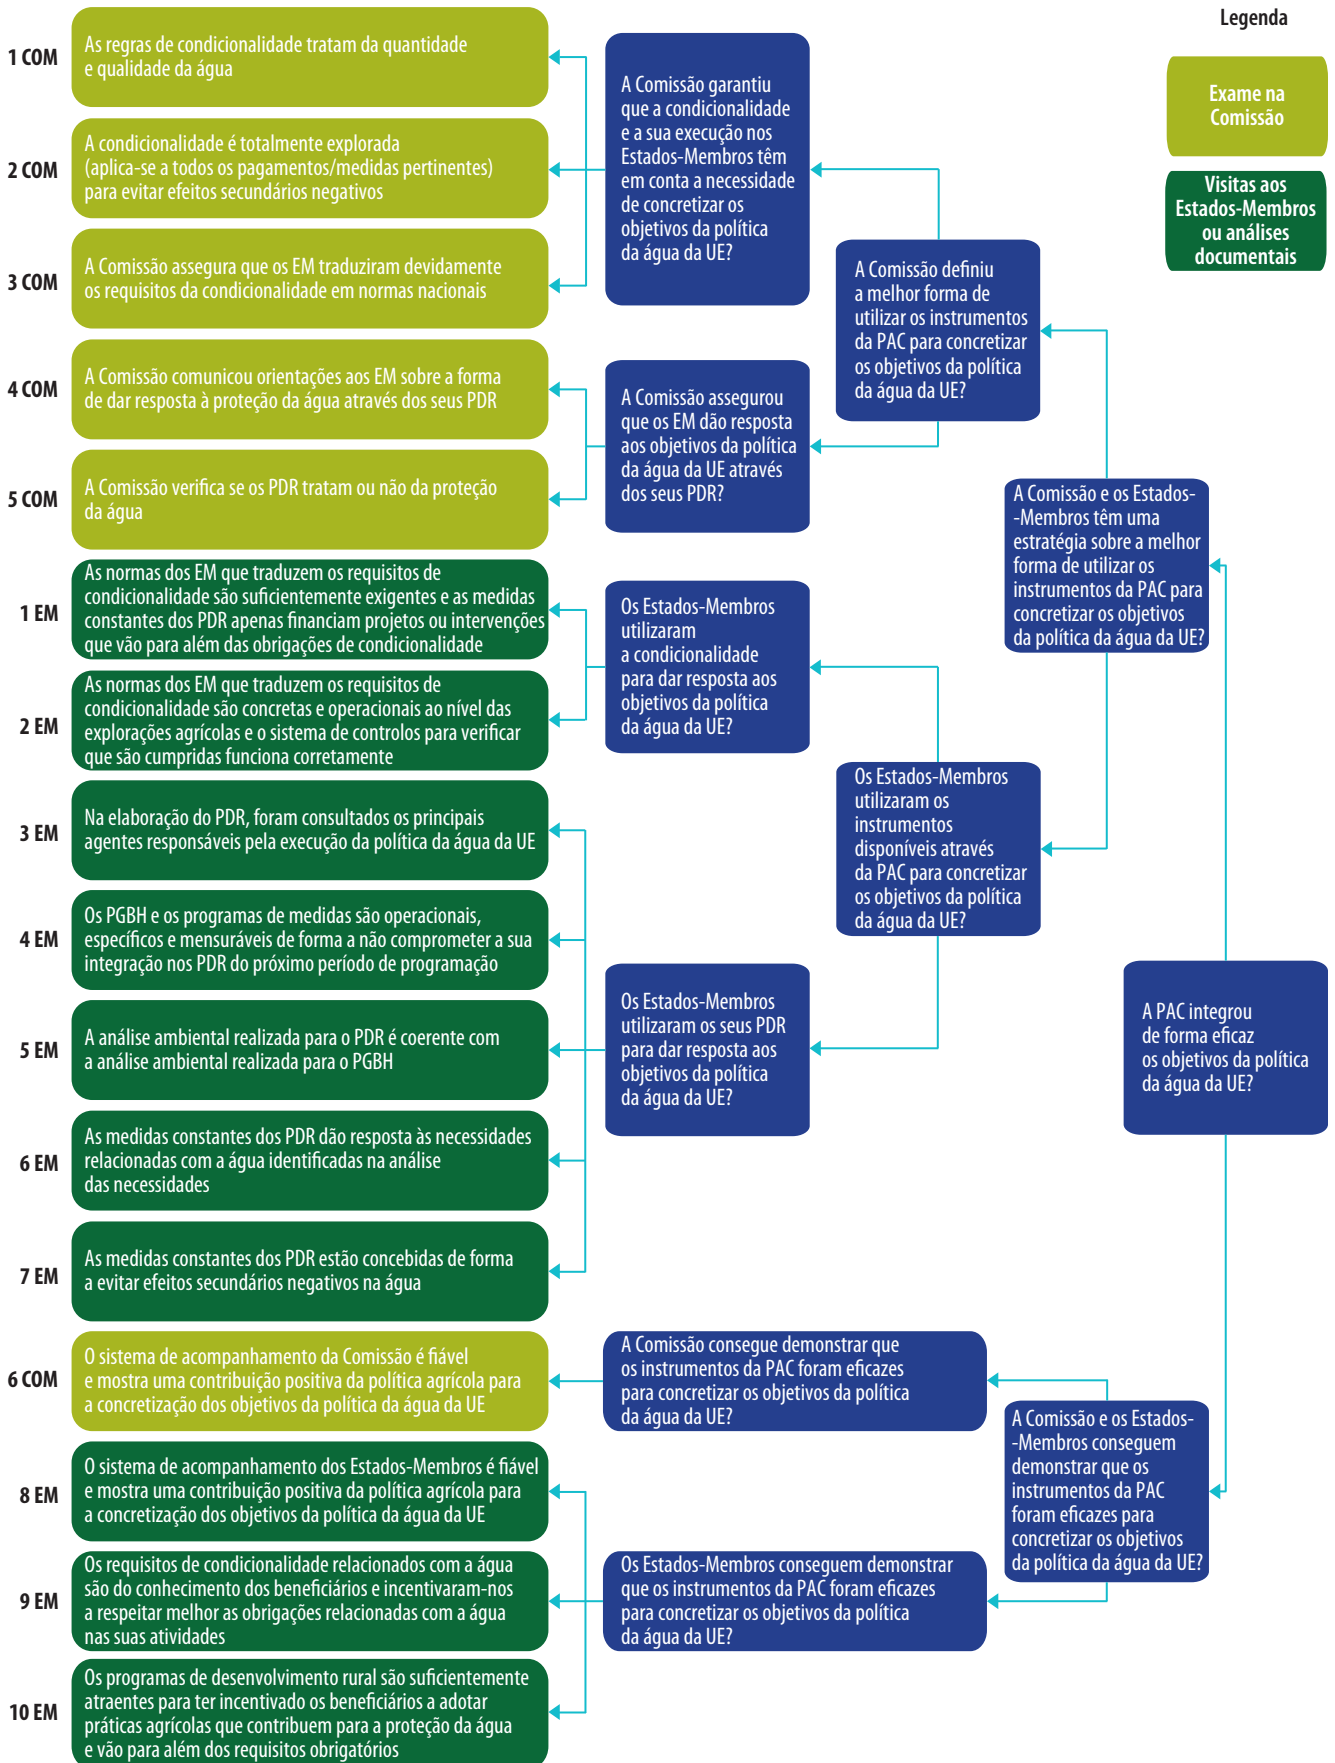 Legenda
Exame na
Comissão
Visitas aos
Estados-Membros
ou análises
documentais
1 COM
As regras de condicionalidade tratam da quantidade
e qualidade da água
2 COM
A condicionalidade é totalmente explorada
(aplica-se a todos os pagamentos/medidas pertinentes)
para evitar efeitos secundários negativos
3 COM
A Comissão assegura que os EM traduziram devidamente
os requisitos da condicionalidade em normas nacionais
4 COM
A Comissão comunicou orientações aos EM sobre a forma
de dar resposta à proteção da água através dos seus PDR
5 COM
A Comissão verifica se os PDR tratam ou não da proteção
da água
1 EM
As normas dos EM que traduzem os requisitos de
condicionalidade são suficientemente exigentes e as medidas
constantes dos PDR apenas financiam projetos ou intervenções
que vão para além das obrigações de condicionalidade
2 EM
As normas dos EM que traduzem os requisitos de
condicionalidade são concretas e operacionais ao nível das
explorações agrícolas e o sistema de controlos para verificar
que são cumpridas funciona corretamente
3 EM
Na elaboração do PDR, foram consultados os principais
agentes responsáveis pela execução da política da água da UE
4 EM
Os PGBH e os programas de medidas são operacionais,
específicos e mensuráveis de forma a não comprometer a sua
integração nos PDR do próximo período de programação
5 EM
A análise ambiental realizada para o PDR é coerente com
a análise ambiental realizada para o PGBH
6 EM
As medidas constantes dos PDR dão resposta às necessidades
relacionadas com a água identificadas na análise
das necessidades
7 EM
As medidas constantes dos PDR estão concebidas de forma
a evitar efeitos secundários negativos na água
6 COM
O sistema de acompanhamento da Comissão é fiável
e mostra uma contribuição positiva da política agrícola para
a concretização dos objetivos da política da água da UE
8 EM
O sistema de acompanhamento dos Estados-Membros é fiável
e mostra uma contribuição positiva da política agrícola para
a concretização dos objetivos da política da água da UE
9 EM
Os requisitos de condicionalidade relacionados com a água
são do conhecimento dos beneficiários e incentivaram-nos
a respeitar melhor as obrigações relacionadas com a água
nas suas atividades
10 EM
Os programas de desenvolvimento rural são suficientemente
atraentes para ter incentivado os beneficiários a adotar
práticas agrícolas que contribuem para a proteção da água
e vão para além dos requisitos obrigatórios
A Comissão garantiu
que a condicionalidade
e a sua execução nos
Estados-Membros têm
em conta a necessidade
de concretizar os
objetivos da política
da água da UE?
A Comissão assegurou
que os EM dão resposta
aos objetivos da política
da água da UE através
dos seus PDR?
Os Estados-Membros
utilizaram
a condicionalidade
para dar resposta aos
objetivos da política
da água da UE?
Os Estados-Membros
utilizaram os seus PDR
para dar resposta aos
objetivos da política
da água da UE?
A Comissão consegue demonstrar que
os instrumentos da PAC foram eficazes
para concretizar os objetivos da política
da água da UE?
Os Estados-Membros conseguem demonstrar
que os instrumentos da PAC foram eficazes
para concretizar os objetivos da política
da água da UE?
A Comissão definiu
a melhor forma de
utilizar os instrumentos
da PAC para concretizar
os objetivos da política
da água da UE?
Os Estados-Membros
utilizaram os
instrumentos
disponíveis através
da PAC para concretizar
os objetivos da política
da água da UE?
A Comissão e os Estados-
-Membros têm uma
estratégia sobre a melhor
forma de utilizar os
instrumentos da PAC para
concretizar os objetivos
da política da água da UE?
A Comissão e os Estados-
-Membros conseguem
demonstrar que os
instrumentos da PAC
foram eficazes para
concretizar os objetivos
da política da água da UE?
A PAC integrou
de forma eficaz
os objetivos da política
da água da UE?